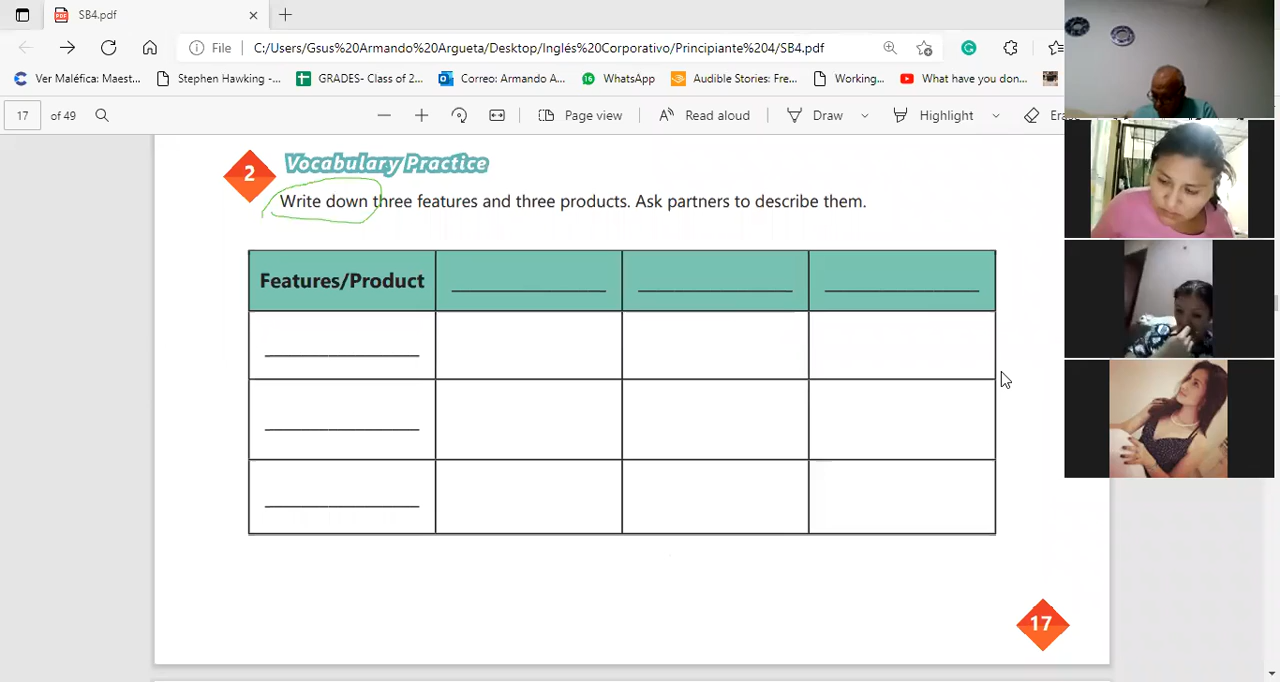 SB4.pdf
File
C:/Users/Gsus%20Armando%20Argueta/Desktop/Inglés%20Corporativo/Principiante%204/SB4.pdf
Ver Maléfica: Maest...
Stephen Hawking -...
GRADES- Class of 2...
Correo: Armando A...
16
WhatsApp
Audible Stories: Fre...
Working...
What have you don...
17
of 49
Page view
Read aloud
Draw
Highlight
2
Vocabulary Practice
Write down three features and three products. Ask partners to describe them.
Features/Product
17